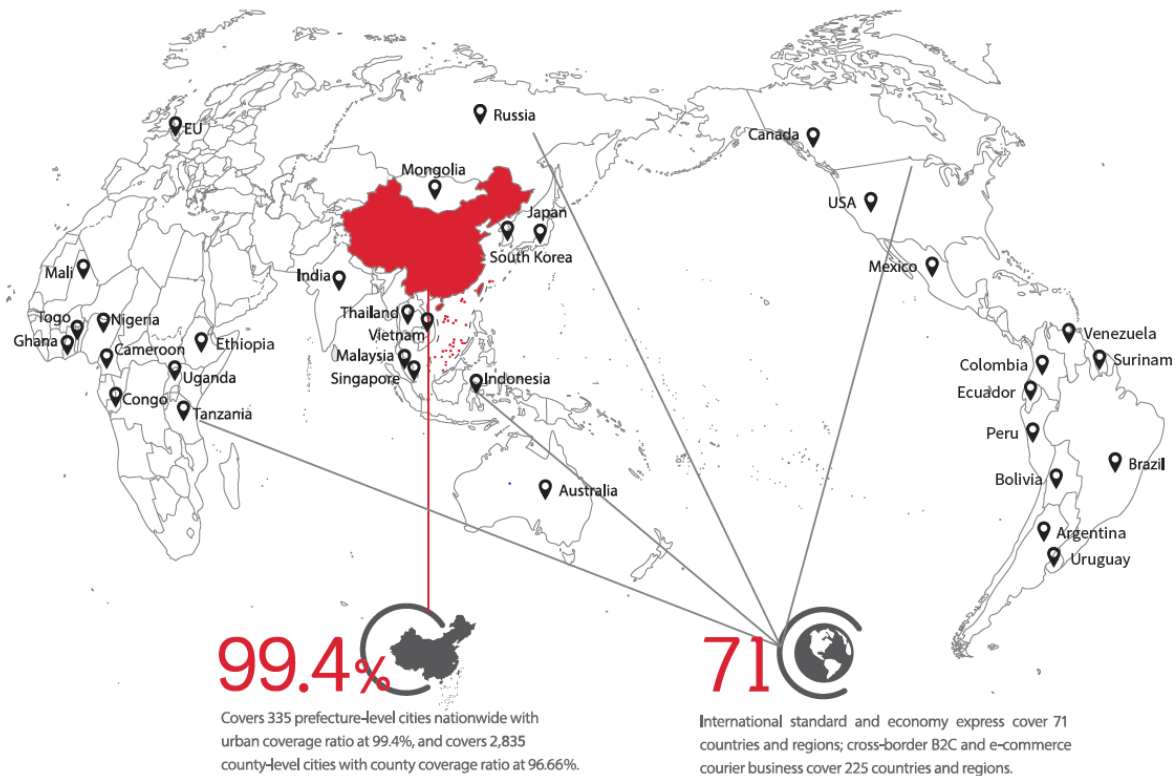 EU
Russia
Canada
Mongolia
USA
Japan
South Korea
Mali
India
Mexico
Togo
Nigeria
Thailand
Vietnam
Venezuela
Ghana
Cameroon
Ethiopia
Malaysia
Colombia
Surinam
Uganda
Singapore
Indonesia
Ecuador
Congo
Tanzania
Peru
Brazil
Bolivia
Australia
Argentina
Uruguay
99.4%
Covers 335 prefecture-level cities nationwide with
urban coverage ratio at 99.4%, and covers 2,835
county-level cities with county coverage ratio at 96.66%.
71
International standard and economy express cover 71
countries and regions; cross-border B2C and e-commerce
courier business cover 225 countries and regions.